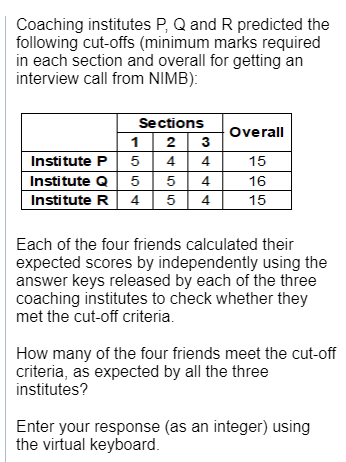 Coaching institutes P, Q and R predicted the
following cut-offs (minimum marks required
in each section and overall for getting an
interview call from NIMB):
Sections Overall
1 2 3
Institute P 5 4 4 15
Institute Q 5 5 4 16
Institute R 4 5 4 15
Each of the four friends calculated their
expected scores by independently using the
answer keys released by each of the three
coaching institutes to check whether they
met the cut-off criteria.
How many of the four friends meet the cut-off
criteria, as expected by all the three
institutes?
Enter your response (as an integer) using
the virtual keyboard.